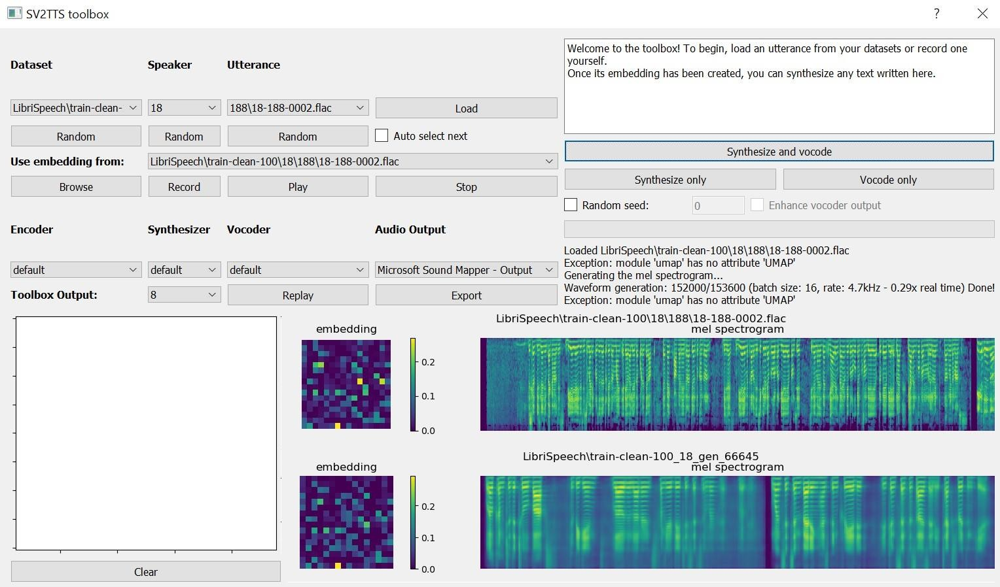 SV2TTS toolbox
?
Dataset
Speaker
Utterance
LibriSpeech\train-clean-
18
188\18-188-0002.flac
Load
Random
Random
Random
Auto select next
Use embedding from:
LibriSpeech\train-clean-100\18\188\18-188-0002.flac
Browse
Record
Play
Stop
Encoder
Synthesizer
Vocoder
Audio Output
default
default
default
Microsoft Sound Mapper - Output
Toolbox Output:
8
Replay
Export
Welcome to the toolbox! To begin, load an utterance from your datasets or record one
yourself.
Once its embedding has been created, you can synthesize any text written here.
Synthesize and vocode
Synthesize only
Vocode only
Random seed:
0
Enhance vocoder output
Loaded LibriSpeech\train-clean-100\18\188\18-188-0002.flac
Exception: module 'umap' has no attribute 'UMAP'
Generating the mel spectrogram...
Waveform generation: 152000/153600 (batch size: 16, rate: 4.7kHz - 0.29x real time) Done!
Exception: module 'umap' has no attribute 'UMAP'
LibriSpeech\train-clean-100\18\188\18-188-0002.flac
embedding
mel spectrogram
0.2
0.1
0.0
LibriSpeech\train-clean-100_18_gen_66645
embedding
mel spectrogram
0.2
0.1
0.0
Clear